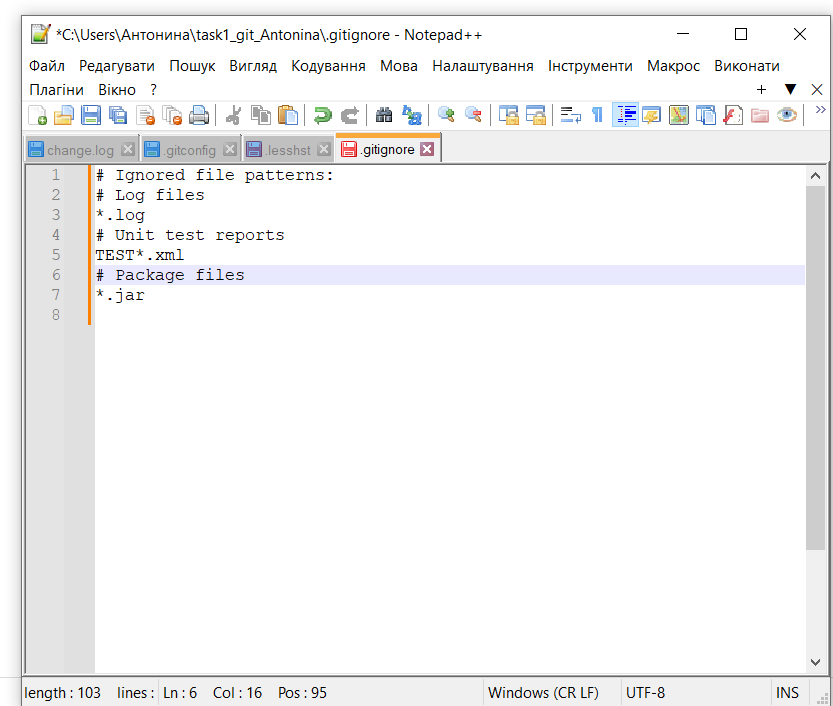 *C:\Users\Антонина\task1_git_Antonina\.gitignore - Notepad++
Файл Редагувати Пошук Вигляд Кодування Мова Налаштування Інструменти Макрос Виконати
Плагіни Вікно ? + ▼ X
change.log .gitconfig .lesshst .gitignore
1 # Ignored file patterns:
2 # Log files
3 *.log
4 # Unit test reports
5 TEST*.xml
6 # Package files
7 *.jar
8
length : 103 lines : Ln : 6 Col : 16 Pos : 95 Windows (CR LF) UTF-8 INS